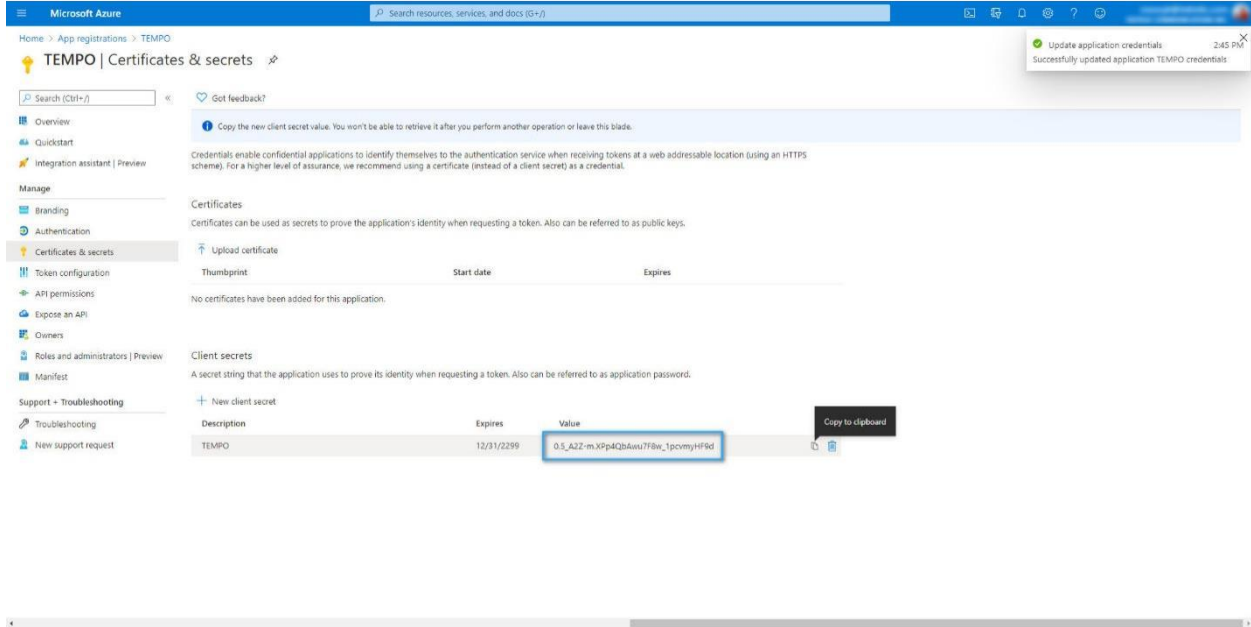 Microsoft Azure
Search resources, services, and docs (G+/)
Home > App registrations > TEMPO
TEMPO | Certificates & secrets
Update application credentials 2:45 PM
Successfully updated application TEMPO credentials
Search (Ctrl+/)
Got feedback?
Overview
Quickstart
Integration assistant | Preview
Manage
Branding
Authentication
Certificates & secrets
Token configuration
API permissions
Expose an API
Owners
Roles and administrators | Preview
Manifest
Support + Troubleshooting
Troubleshooting
New support request
Copy the new client secret value. You won't be able to retrieve it after you perform another operation or leave this blade.
Credentials enable confidential applications to identify themselves to the authentication service when receiving tokens at a web addressable location (using an HTTPS
scheme). For a higher level of assurance, we recommend using a certificate (instead of a client secret) as a credential.
Certificates
Certificates can be used as secrets to prove the application's identity when requesting a token. Also can be referred to as public keys.
Upload certificate
Thumbprint Start date Expires
No certificates have been added for this application.
Client secrets
A secret string that the application uses to prove its identity when requesting a token. Also can be referred to as application password.
New client secret
Description Expires Value
Copy to clipboard
TEMPO 12/31/2299 0.5_A2Z-m.XPp4QbAwu7F8w_1pcvmyHF9d